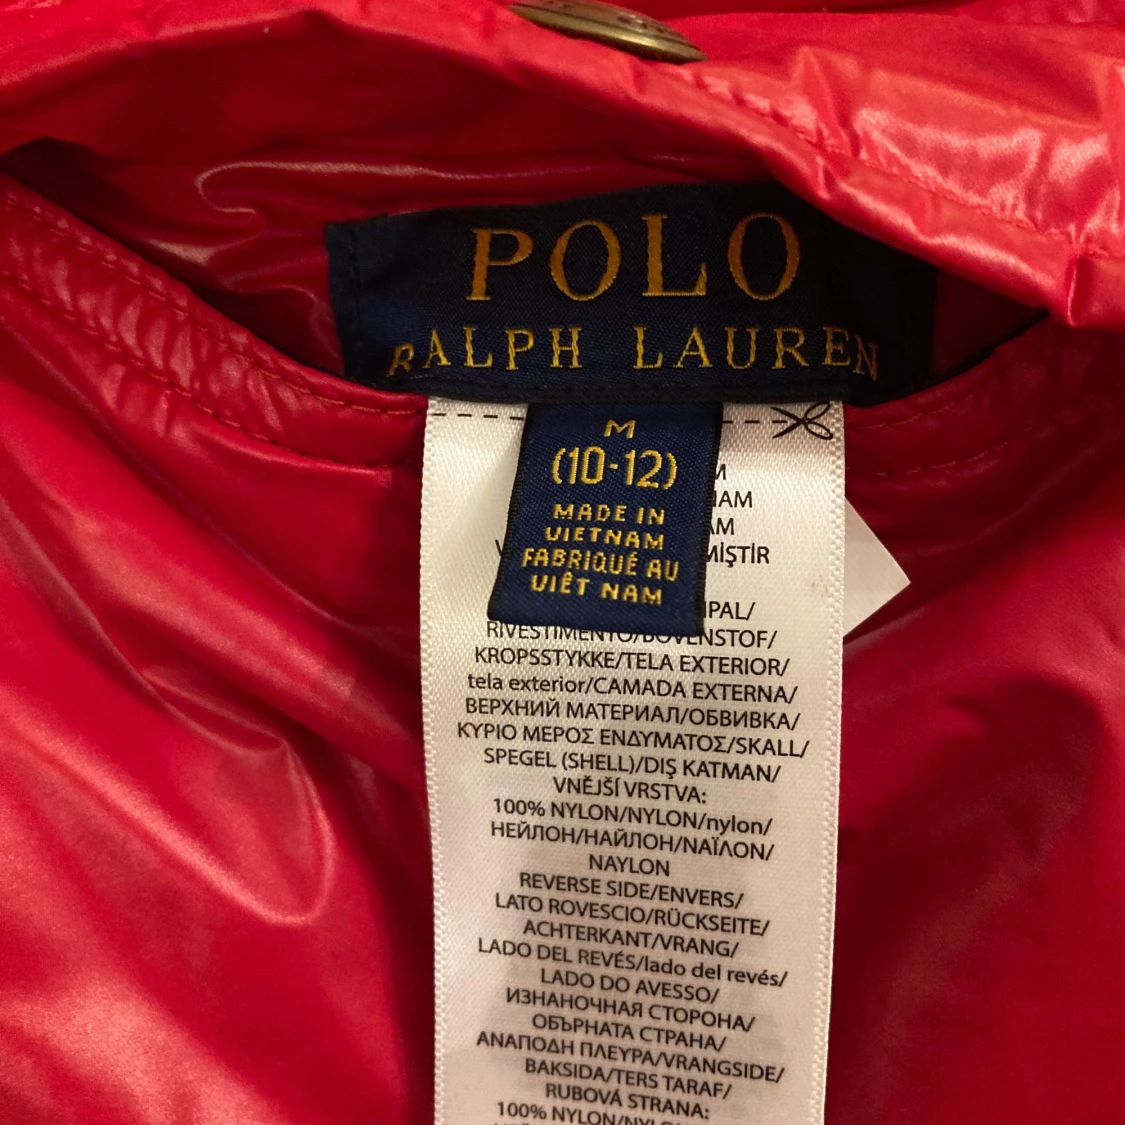 POLO
RALPH LAUREN
M
(10-12)
MADE IN
VIETNAM
FABRIQUÉ AU
VIÊT NAM
RIVESTIMENTO/BOVENSTOF/
KROPSSTYKKE/TELA EXTERIOR/
tela exterior/CAMADA EXTERNA/
ВЕРХНИЙ МАТЕРИАЛ/ОБВИВКА/
ΚΥΡΙΟ ΜΕΡΟΣ ΕΝΔΥΜΑΤΟΣ/SKALL/
SPEGEL (SHELL)/DIŞ KATMAN/
VNĚJŠÍ VRSTVA:
100% NYLON/NYLON/nylon/
НЕЙЛОН/НАЙЛОН/ΝΑΪΛΟΝ/
NAYLON
REVERSE SIDE/ENVERS/
LATO ROVESCIO/RÜCKSEITE/
ACHTERKANT/VRANG/
LADO DEL REVÉS/lado del revés/
LADO DO AVESSO/
ИЗНАНОЧНАЯ СТОРОНА/
ОБЪРНАТА СТРАНА/
ΑΝΑΠΟΔΗ ΠΛΕΥΡΑ/VRANGSIDE/
BAKSIDA/TERS TARAF/
RUBOVÁ STRANA:
100% NYLON/NYLON/